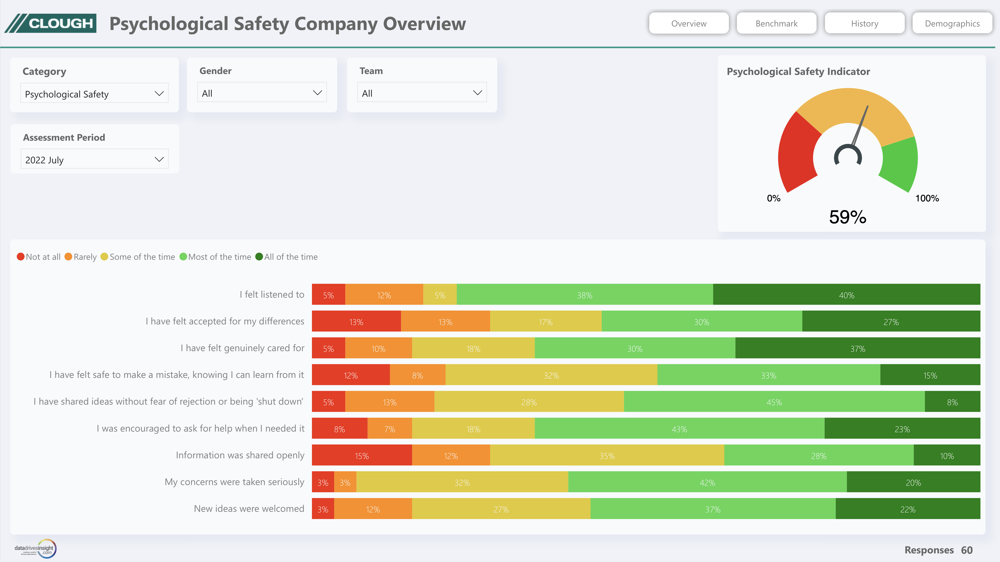 CLOUGH
Psychological Safety Company Overview
Overview
Benchmark
History
Demographics
Category
Psychological Safety
Gender
All
Team
All
Assessment Period
2022 July
Psychological Safety Indicator
0%
100%
59%
Not at all Rarely Some of the time Most of the time All of the time
I felt listened to 5% 12% 5% 38% 40%
I have felt accepted for my differences 13% 13% 17% 30% 27%
I have felt genuinely cared for 5% 10% 18% 30% 37%
I have felt safe to make a mistake, knowing I can learn from it 12% 8% 32% 33% 15%
I have shared ideas without fear of rejection or being 'shut down' 5% 13% 28% 45% 8%
I was encouraged to ask for help when I needed it 8% 7% 18% 43% 23%
Information was shared openly 15% 12% 35% 28% 10%
My concerns were taken seriously 3% 3% 32% 42% 20%
New ideas were welcomed 3% 12% 27% 37% 22%
datadrivesinsight
.com
creating a world of
thriving organisations
Responses 60